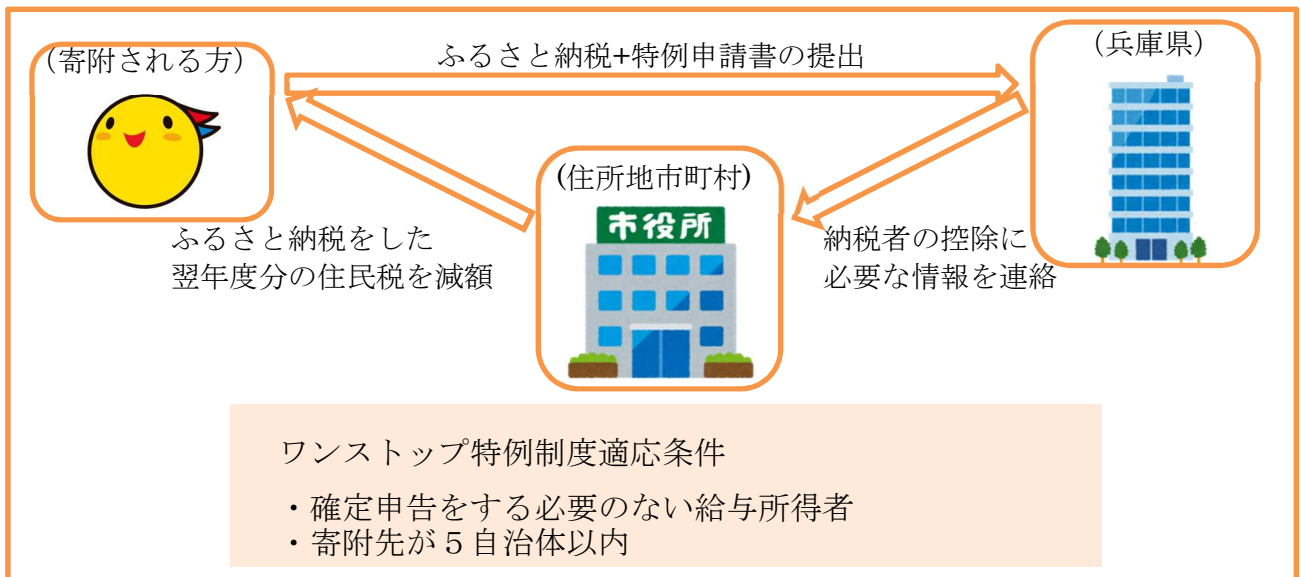 (寄附される方)
ふるさと納税+特例申請書の提出
(兵庫県)
(住所地市町村)
市役所
ふるさと納税をした
翌年度分の住民税を減額
納税者の控除に
必要な情報を連絡
ワンストップ特例制度適応条件
・確定申告をする必要のない給与所得者
・寄附先が５自治体以内